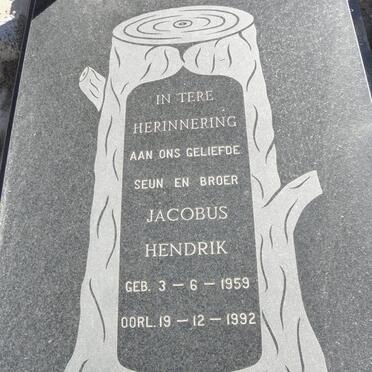 IN TERE
HERINNERING
AAN ONS GELIEFDE
SEUN EN BROER
JACOBUS
HENDRIK
GEB. 3 – 6 – 1959
OORL. 19 – 12 – 1992